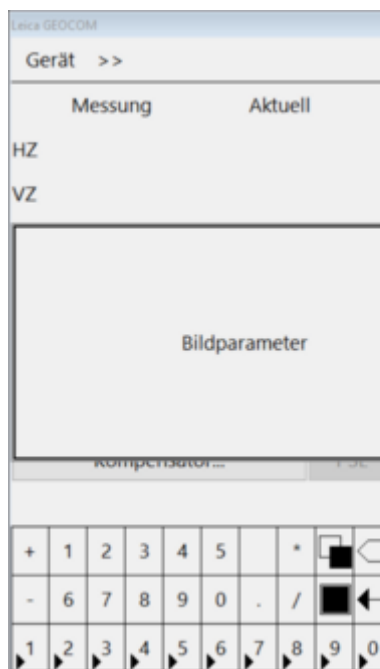 Leica GEOCOM
Gerät >>
Messung Aktuell
HZ
VZ
Bildparameter
Kompensator...
+ 1 2 3 4 5 *
- 6 7 8 9 0 . /
1 2 3 4 5 6 7 8 9 0